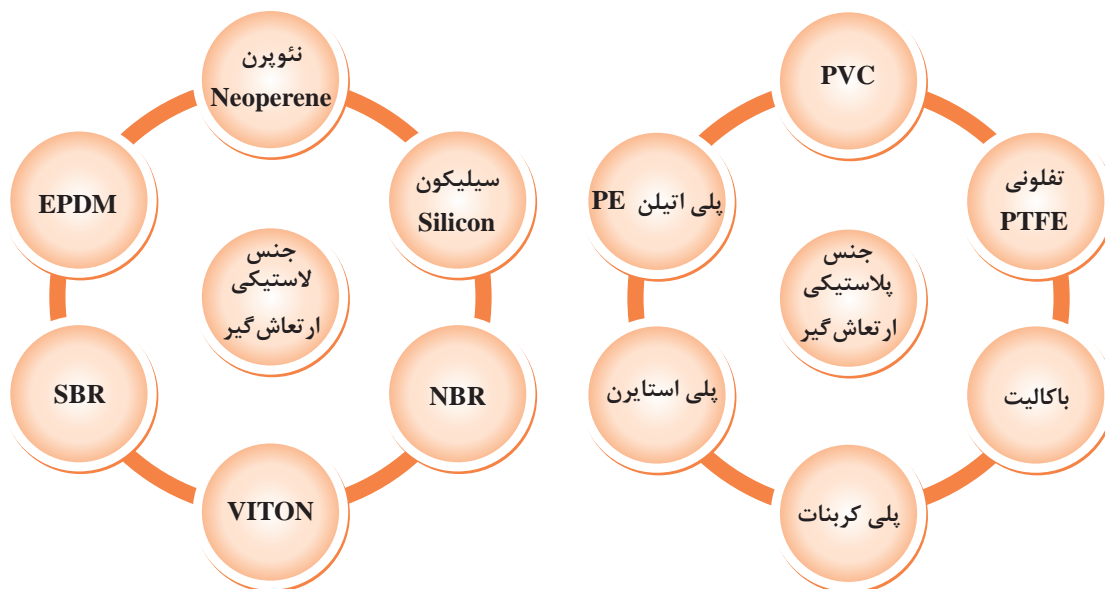 نئوپرن
Neoperene
سیلیکون
Silicon
NBR
VITON
SBR
EPDM
جنس
لاستیکی
ارتعاش‌گیر
PVC
تفلونی
PTFE
باکالیت
پلی کربنات
پلی استایرن
پلی اتیلن PE
جنس
پلاستیکی
ارتعاش‌گیر